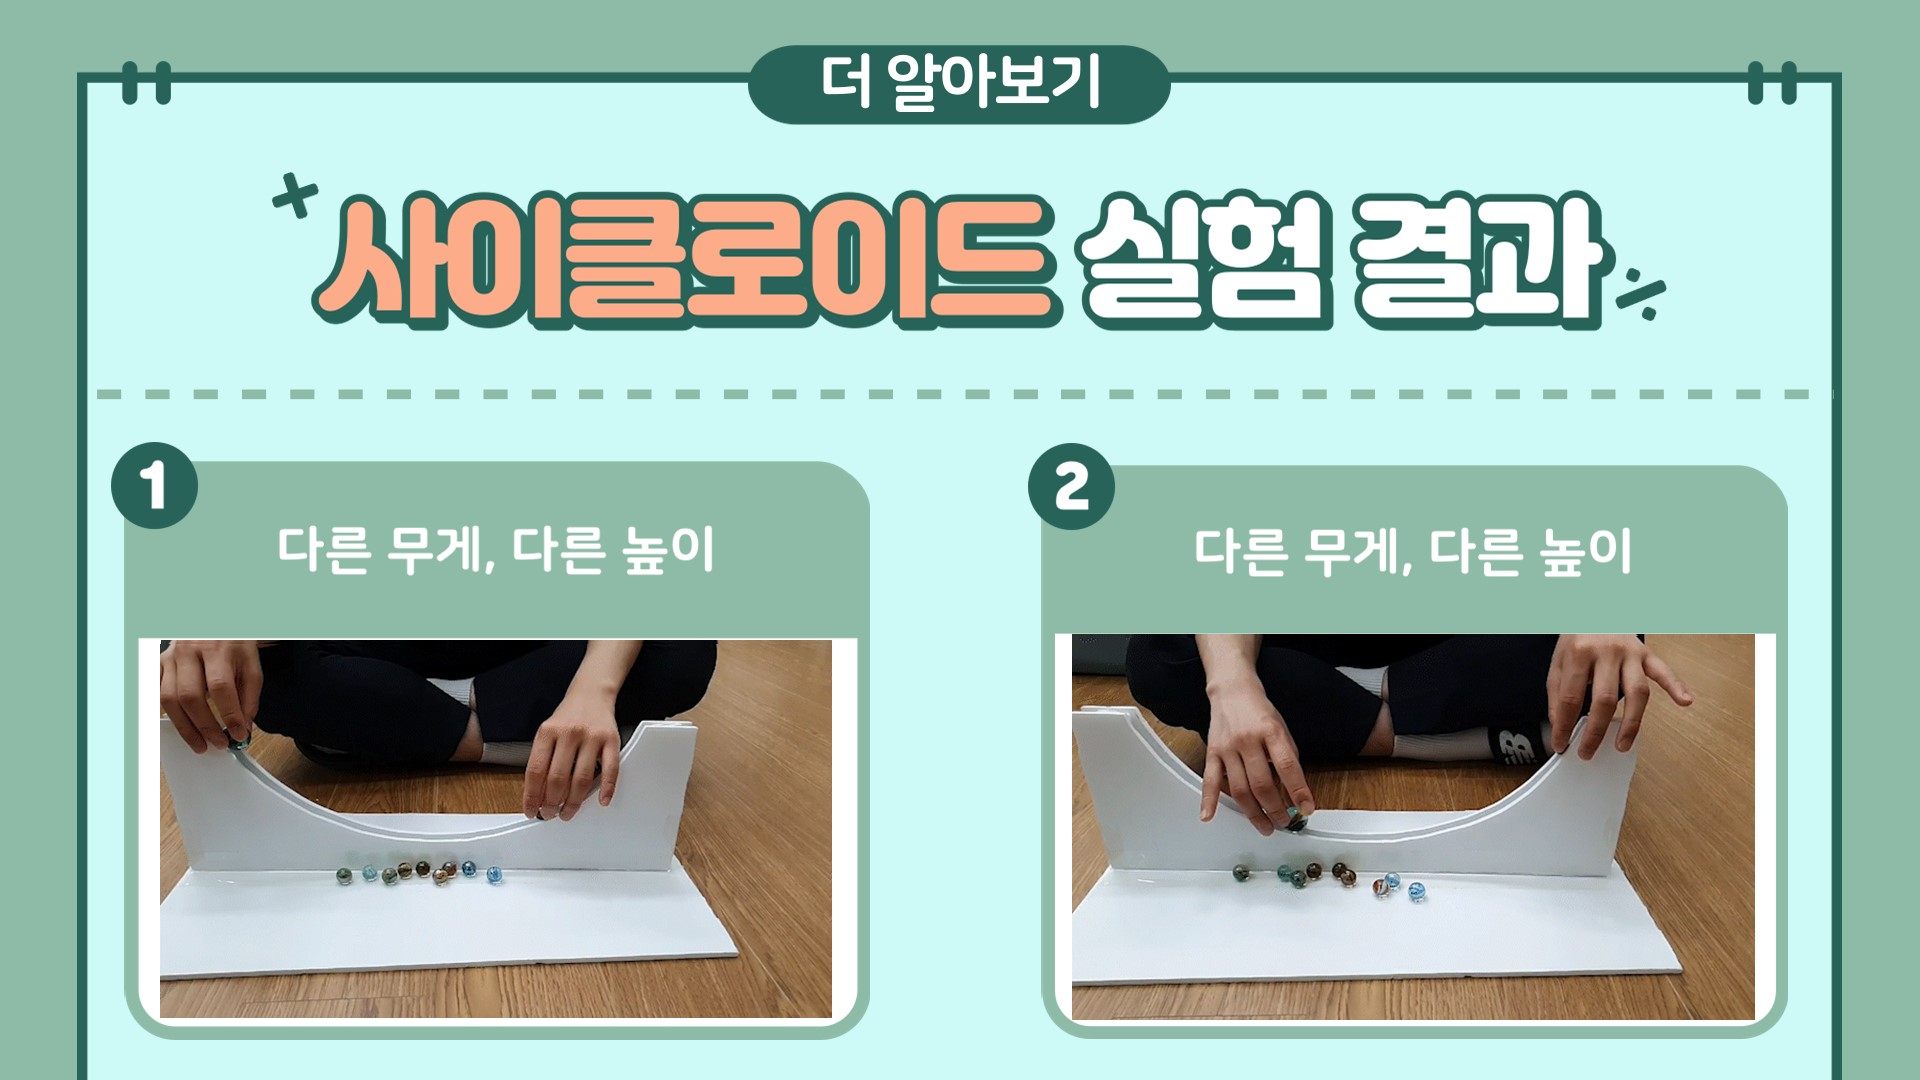 더 알아보기
사이클로이드 실험 결과
1
다른 무게, 다른 높이
2
다른 무게, 다른 높이